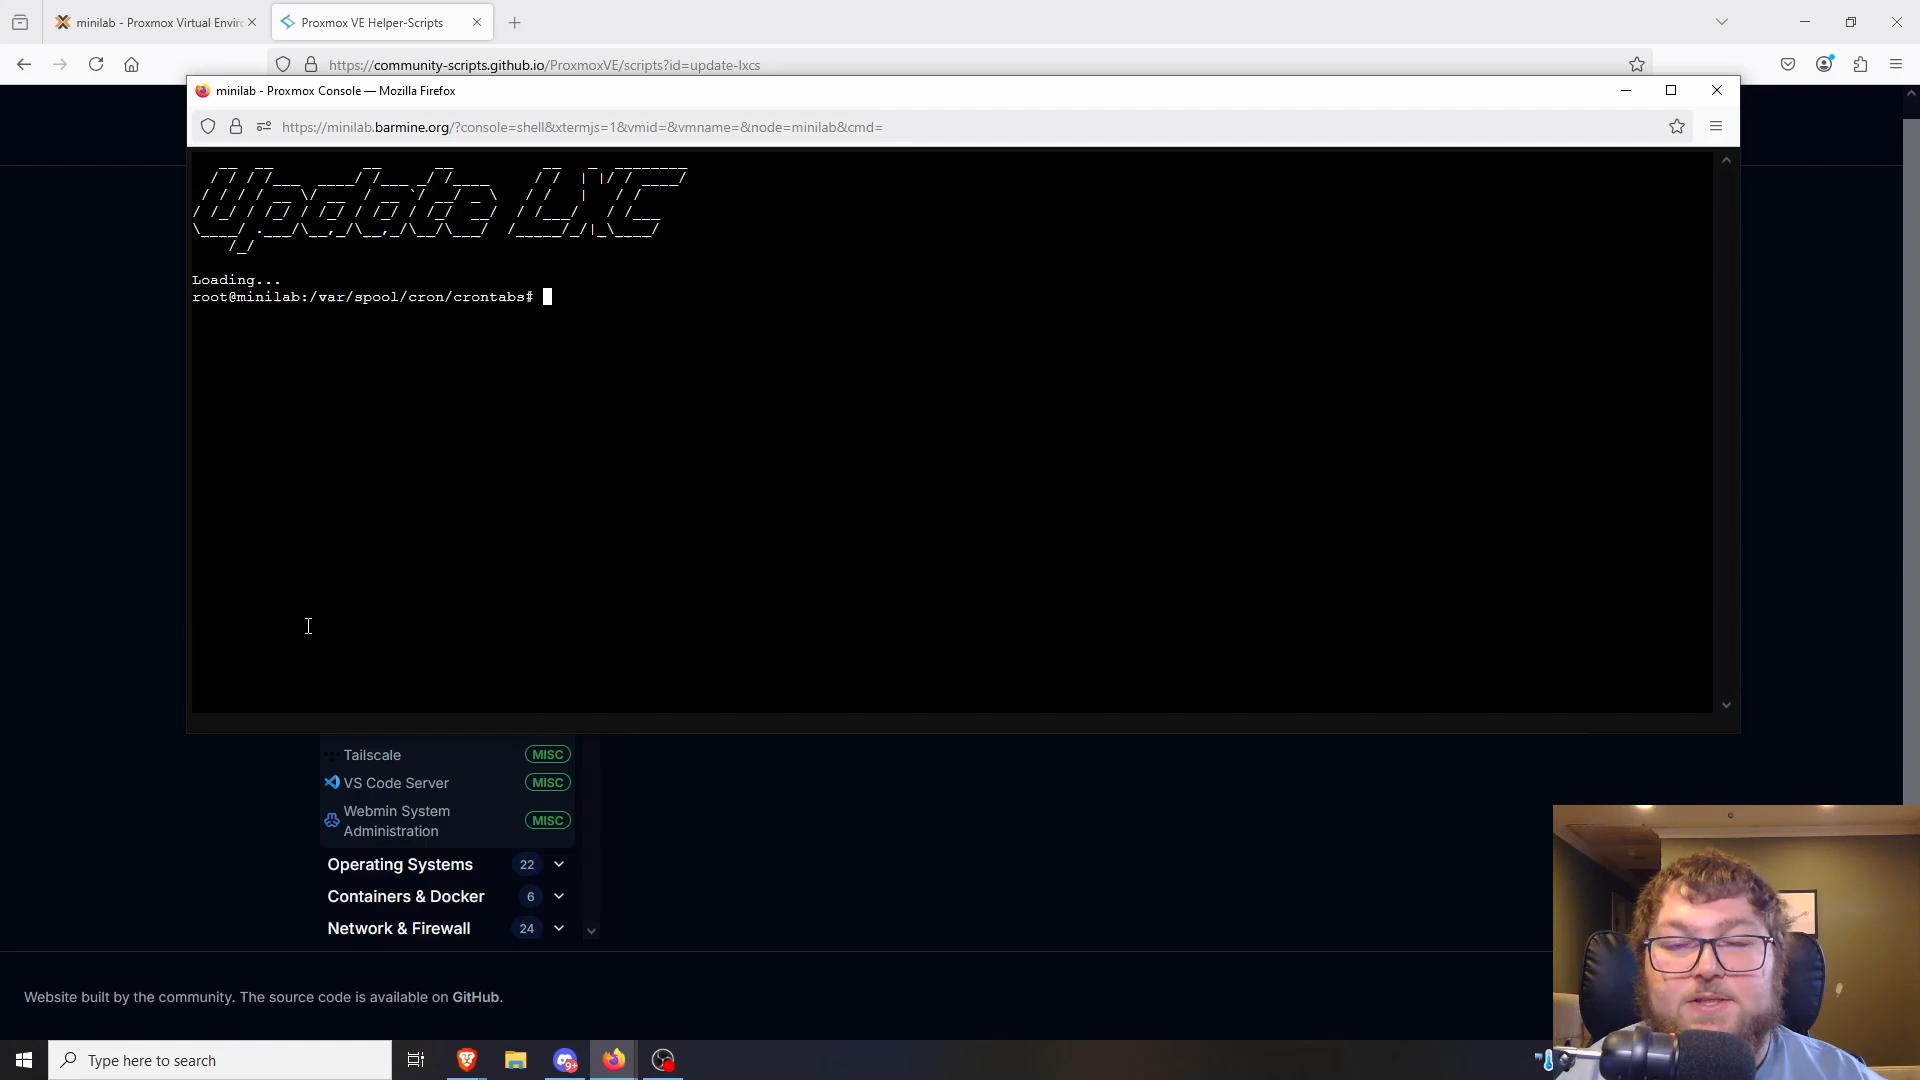 minilab - Proxmox Virtual Envir
Proxmox VE Helper-Scripts
https://community-scripts.github.io/ProxmoxVE/scripts?id=update-lxcs
minilab - Proxmox Console — Mozilla Firefox
https://minilab.barmine.org/?console=shell&xtermjs=1&vmid=&vmname=&node=minilab&cmd=
Update LXC
Loading...
root@minilab:/var/spool/cron/crontabs#
Tailscale MISC
VS Code Server MISC
Webmin System
Administration MISC
Operating Systems 22
Containers & Docker 6
Network & Firewall 24
Website built by the community. The source code is available on GitHub.
Type here to search